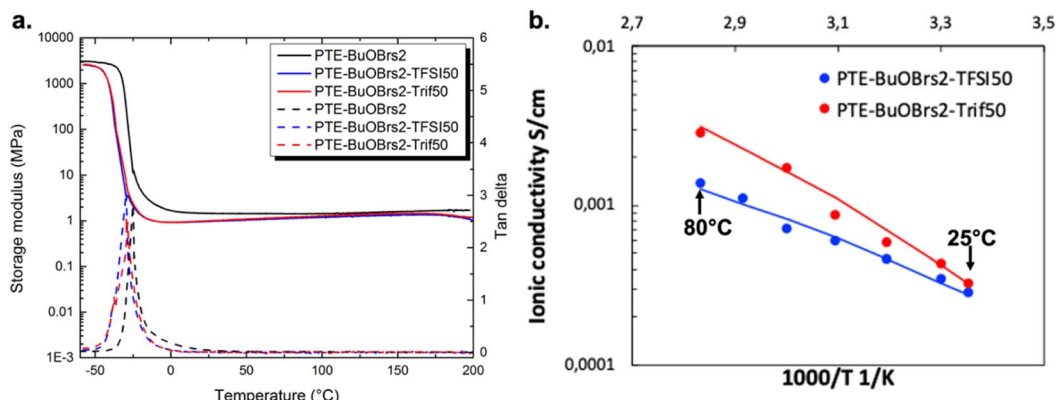 a.
10000
1000
100
10
1
0.1
0.01
1E-3
Storage modulus (MPa)
-50
0
50
100
150
200
Temperature (°C)
6
5
4
3
2
1
0
Tan delta
PTE-BuOBrs2
PTE-BuOBrs2-TFSI50
PTE-BuOBrs2-Trif50
PTE-BuOBrs2
PTE-BuOBrs2-TFSI50
PTE-BuOBrs2-Trif50
b.
2,7
2,9
3,1
3,3
3,5
0,01
0,001
0,0001
Ionic conductivity S/cm
PTE-BuOBrs2-TFSI50
PTE-BuOBrs2-Trif50
80°C
25°C
1000/T 1/K